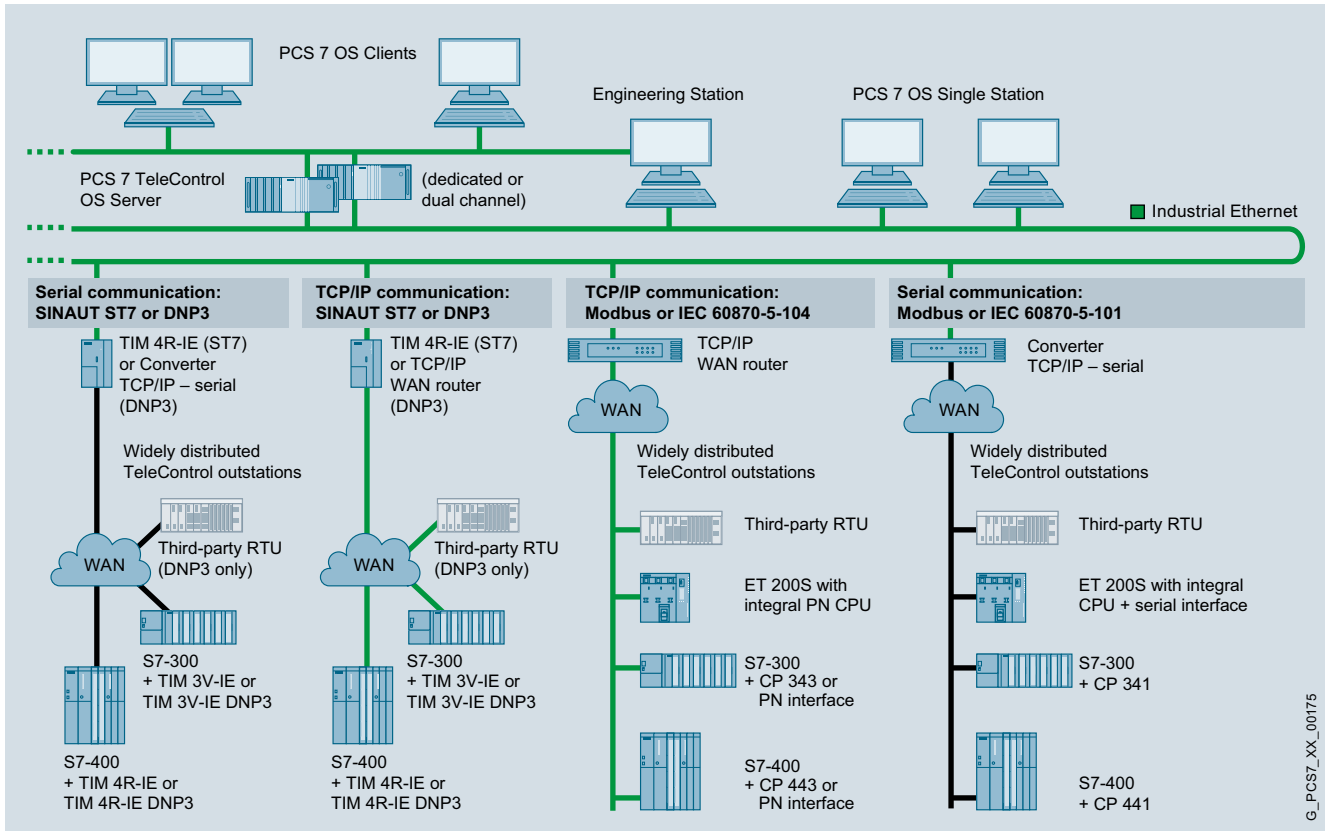 PCS 7 OS Clients
Engineering Station
PCS 7 OS Single Station
PCS 7 TeleControl
OS Server
(dedicated or
dual channel)
Industrial Ethernet
Serial communication:
SINAUT ST7 or DNP3
TCP/IP communication:
SINAUT ST7 or DNP3
TCP/IP communication:
Modbus or IEC 60870-5-104
Serial communication:
Modbus or IEC 60870-5-101
TIM 4R-IE (ST7)
or Converter
TCP/IP – serial
(DNP3)
Widely distributed
TeleControl outstations
WAN
Third-party RTU
(DNP3 only)
S7-300
+ TIM 3V-IE or
TIM 3V-IE DNP3
S7-400
+ TIM 4R-IE or
TIM 4R-IE DNP3
TIM 4R-IE (ST7)
or TCP/IP
WAN router
(DNP3)
WAN
Third-party RTU
(DNP3 only)
S7-300
+ TIM 3V-IE or
TIM 3V-IE DNP3
S7-400
+ TIM 4R-IE or
TIM 4R-IE DNP3
TCP/IP
WAN router
WAN
Widely distributed
TeleControl outstations
Third-party RTU
ET 200S with
integral PN CPU
S7-300
+ CP 343 or
PN interface
S7-400
+ CP 443 or
PN interface
Converter
TCP/IP – serial
WAN
Widely distributed
TeleControl outstations
Third-party RTU
ET 200S with integral
CPU + serial interface
S7-300
+ CP 341
S7-400
+ CP 441
G_PCS7_XX_00175